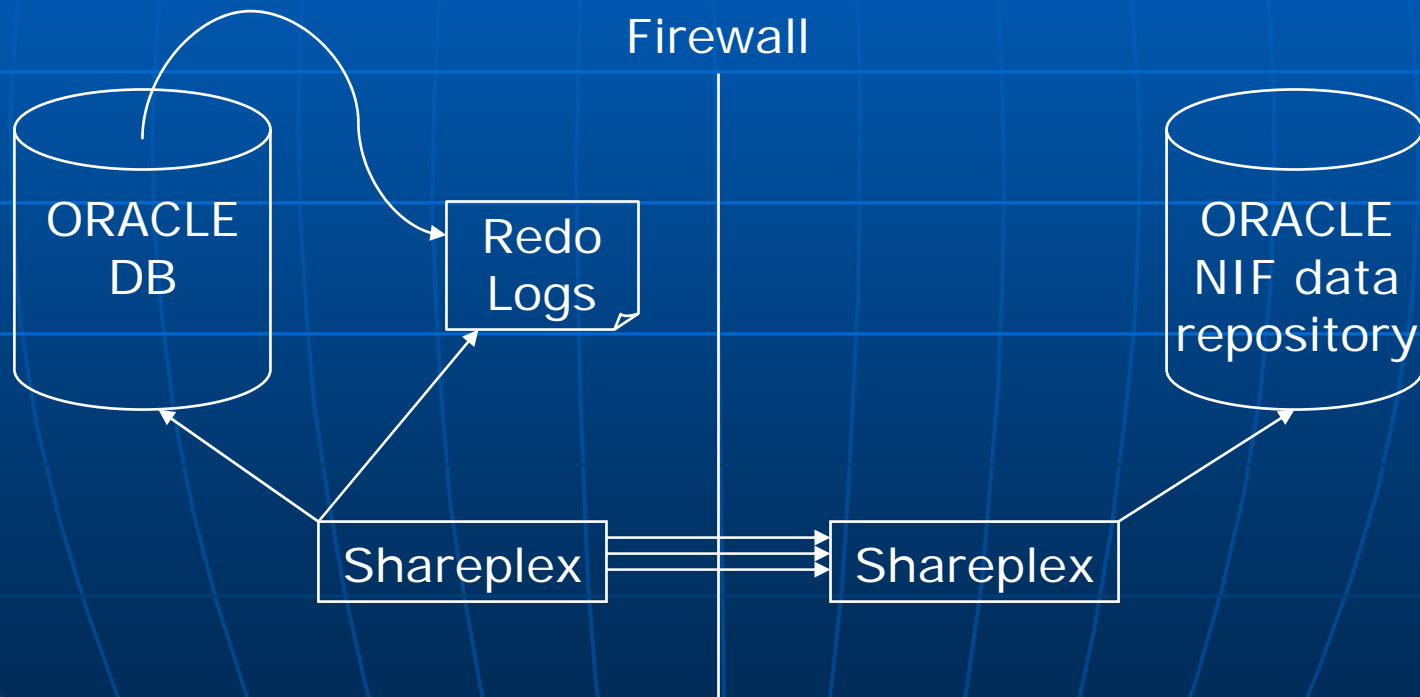 Firewall
ORACLE
DB
Redo
Logs
ORACLE
NIF data
repository
Shareplex
Shareplex